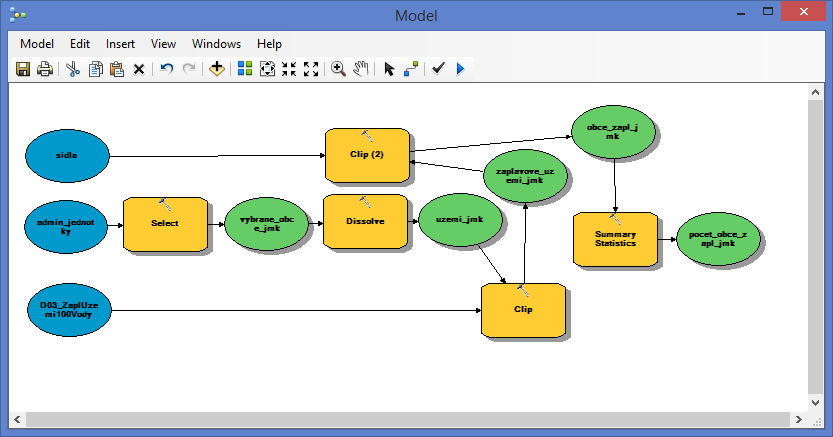 Model
Model Edit Insert View Windows Help
obce_zapl_j
mk
sidla
Clip (2)
zaplavove_uz
emi_jmk
admin_jednot
ky
Select
vybrane_obc
e_jmk
Dissolve
uzemi_jmk
Summary
Statistics
pocet_obce_z
apl_jmk
D03_ZaplUze
mi100Vody
Clip